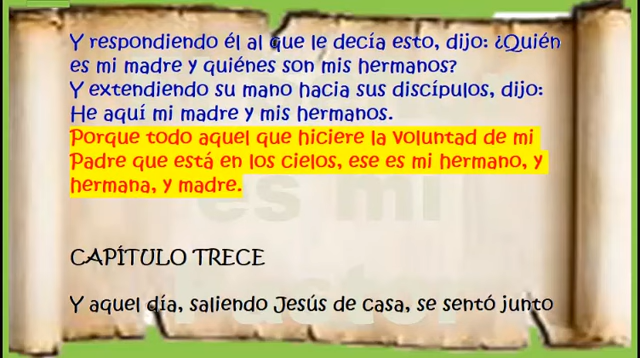 Y respondiendo él al que le decía esto, dijo: ¿Quién
es mi madre y quiénes son mis hermanos?
Y extendiendo su mano hacia sus discípulos, dijo:
He aquí mi madre y mis hermanos.
Porque todo aquel que hiciere la voluntad de mi
Padre que está en los cielos, ese es mi hermano, y
hermana, y madre.
es mi
CAPÍTULO TRECE
Y aquel día, saliendo Jesús de casa, se sentó junto